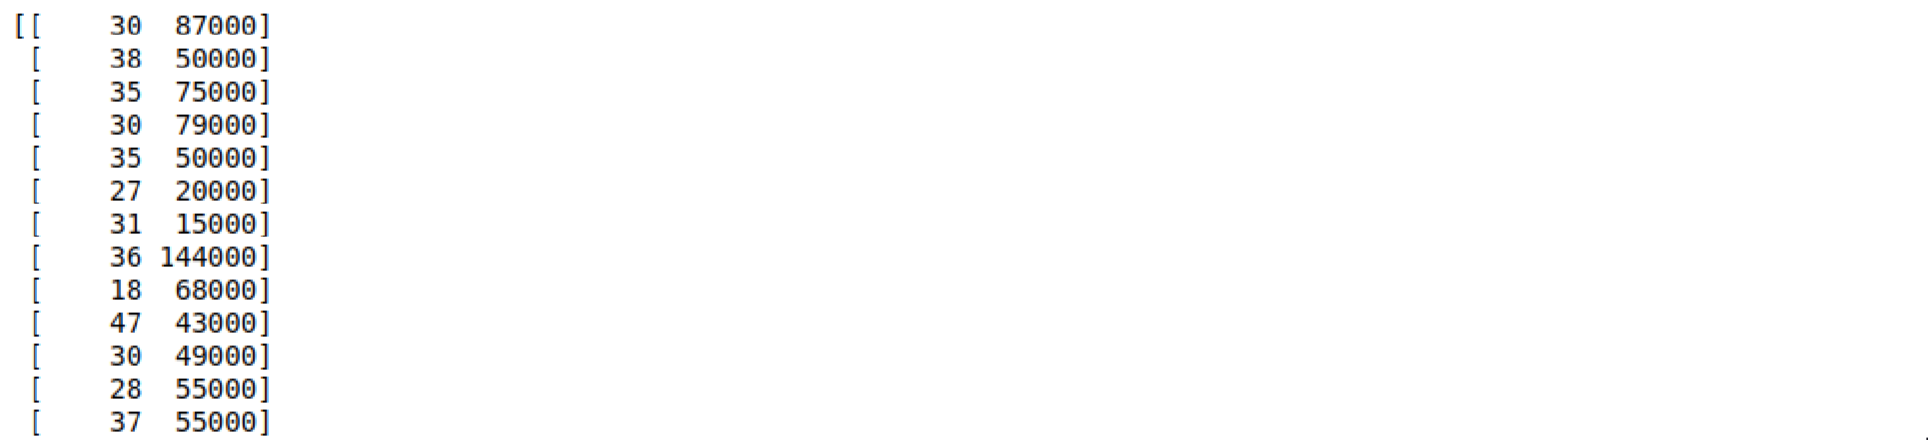 [[    30  87000]
 [    38  50000]
 [    35  75000]
 [    30  79000]
 [    35  50000]
 [    27  20000]
 [    31  15000]
 [    36 144000]
 [    18  68000]
 [    47  43000]
 [    30  49000]
 [    28  55000]
 [    37  55000]